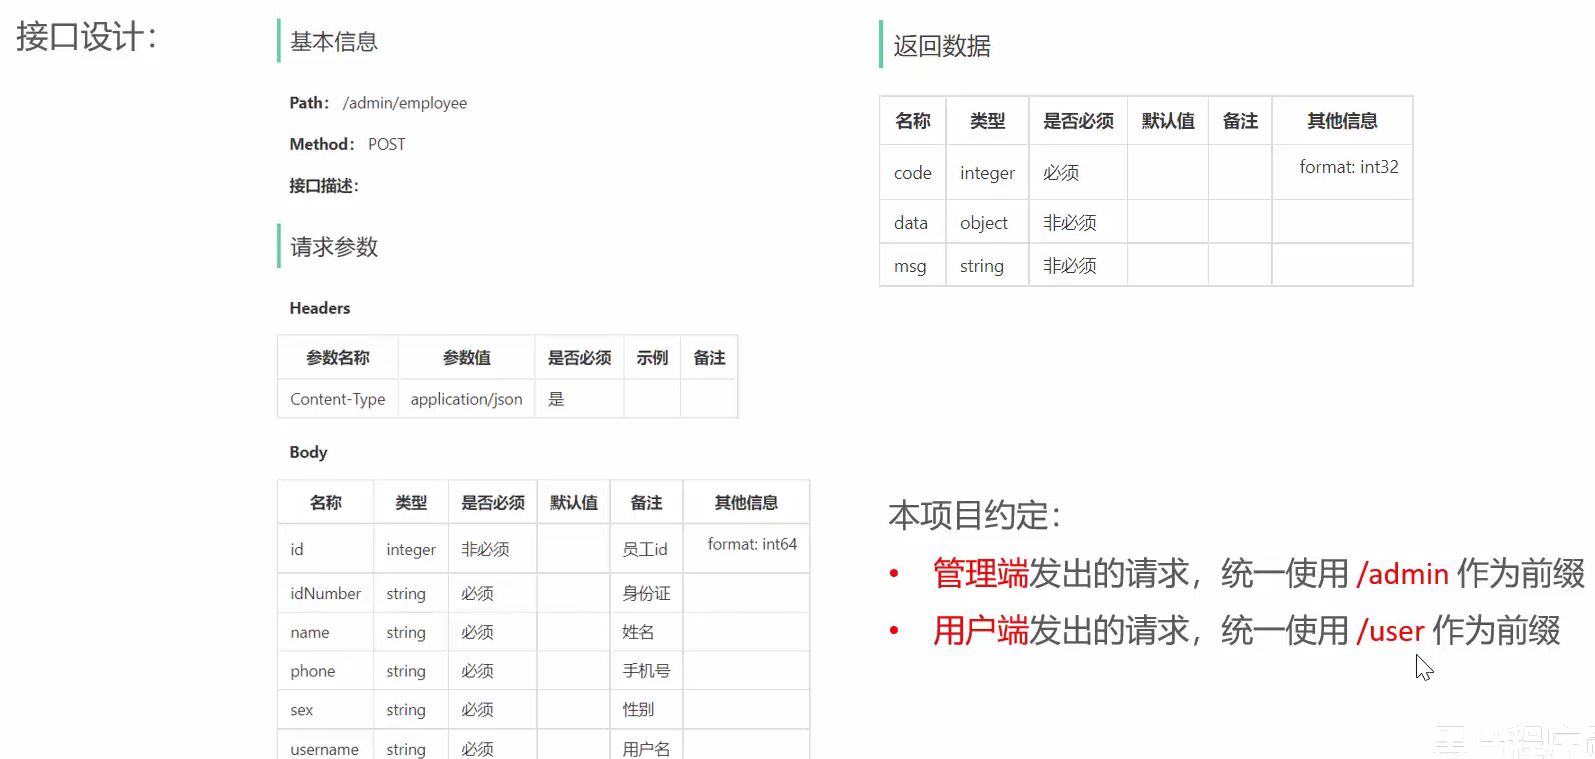 接口设计：
基本信息
Path： /admin/employee
Method： POST
接口描述：
请求参数
Headers
参数名称 参数值 是否必须 示例 备注
Content-Type application/json 是
Body
名称 类型 是否必须 默认值 备注 其他信息
id integer 非必须 员工id format: int64
idNumber string 必须 身份证
name string 必须 姓名
phone string 必须 手机号
sex string 必须 性别
username string 必须 用户名
返回数据
名称 类型 是否必须 默认值 备注 其他信息
code integer 必须 format: int32
data object 非必须
msg string 非必须
本项目约定：
• 管理端发出的请求，统一使用 /admin 作为前缀
• 用户端发出的请求，统一使用 /user 作为前缀